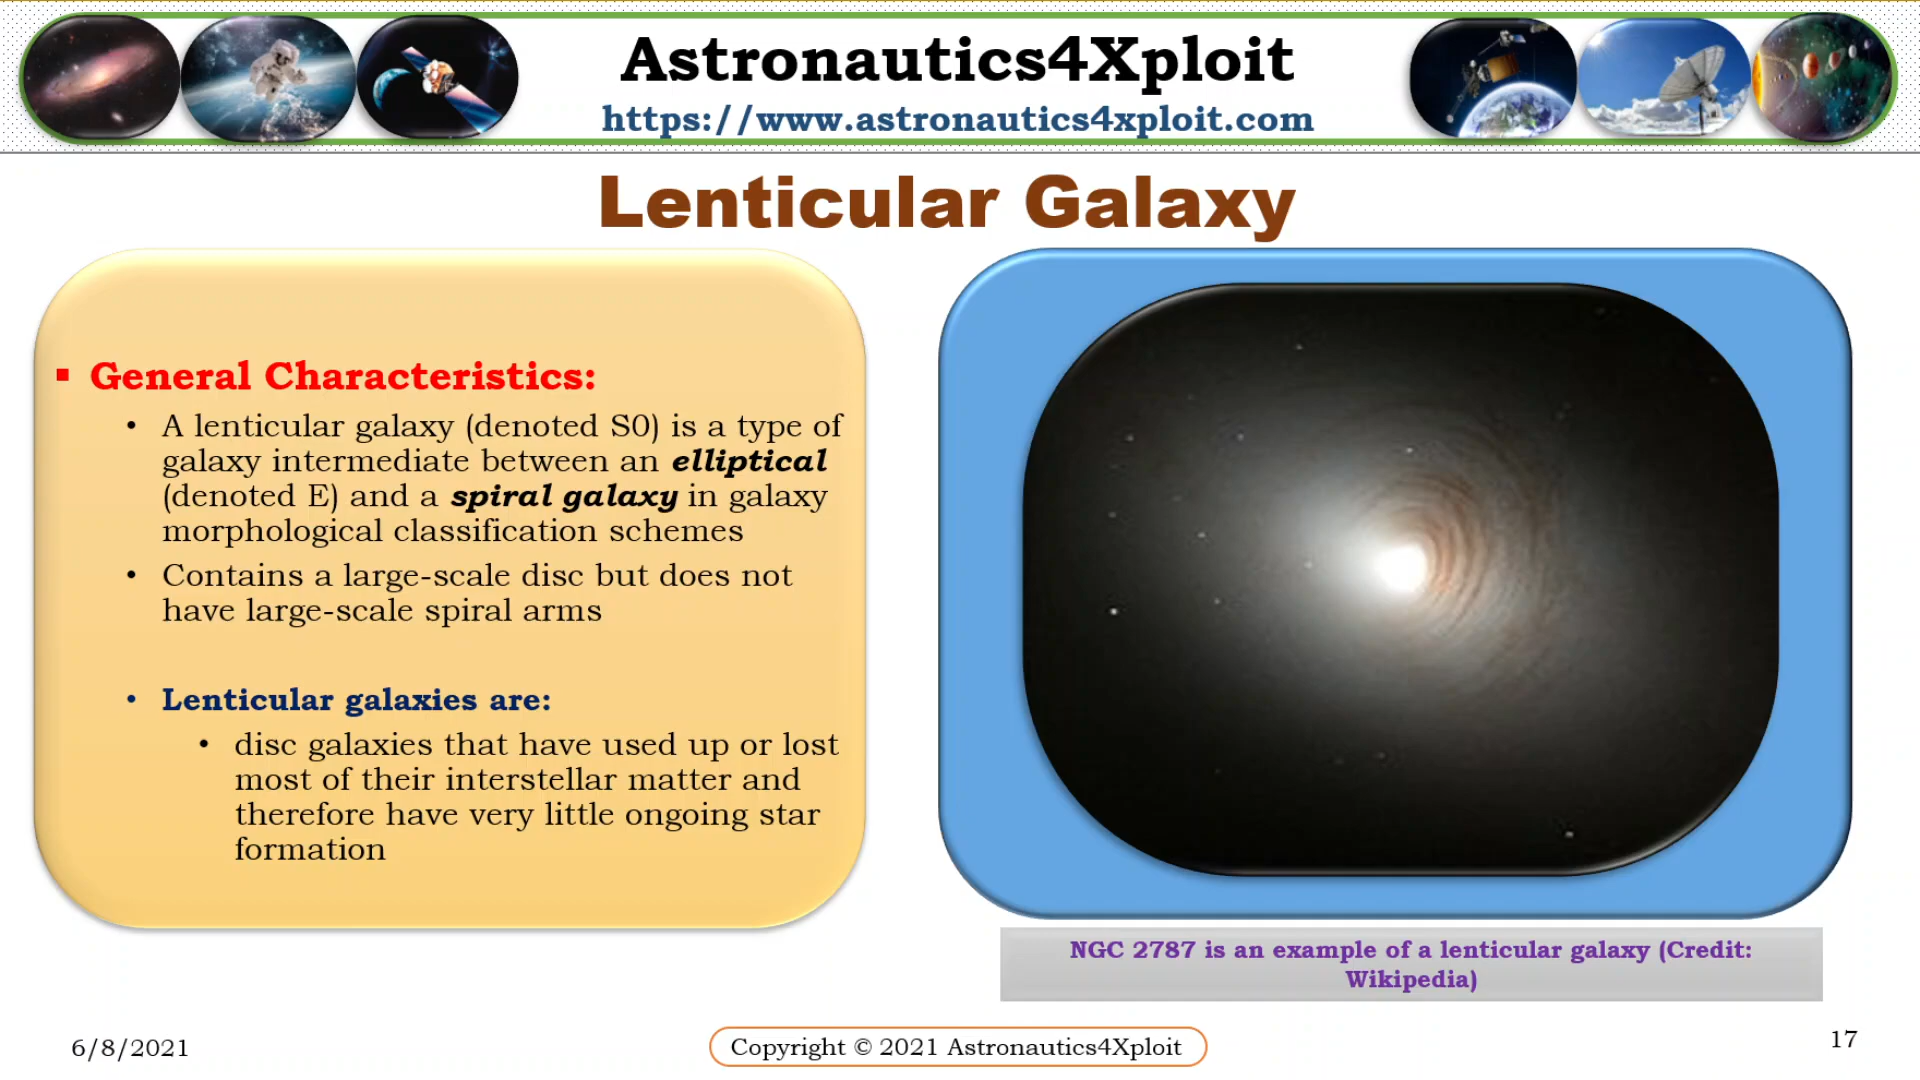 Astronautics4Xploit
https://www.astronautics4xploit.com
Lenticular Galaxy
▪ General Characteristics:
• A lenticular galaxy (denoted S0) is a type of
galaxy intermediate between an elliptical
(denoted E) and a spiral galaxy in galaxy
morphological classification schemes
• Contains a large-scale disc but does not
have large-scale spiral arms
• Lenticular galaxies are:
• disc galaxies that have used up or lost
most of their interstellar matter and
therefore have very little ongoing star
formation
NGC 2787 is an example of a lenticular galaxy (Credit:
Wikipedia)
6/8/2021
Copyright © 2021 Astronautics4Xploit
17